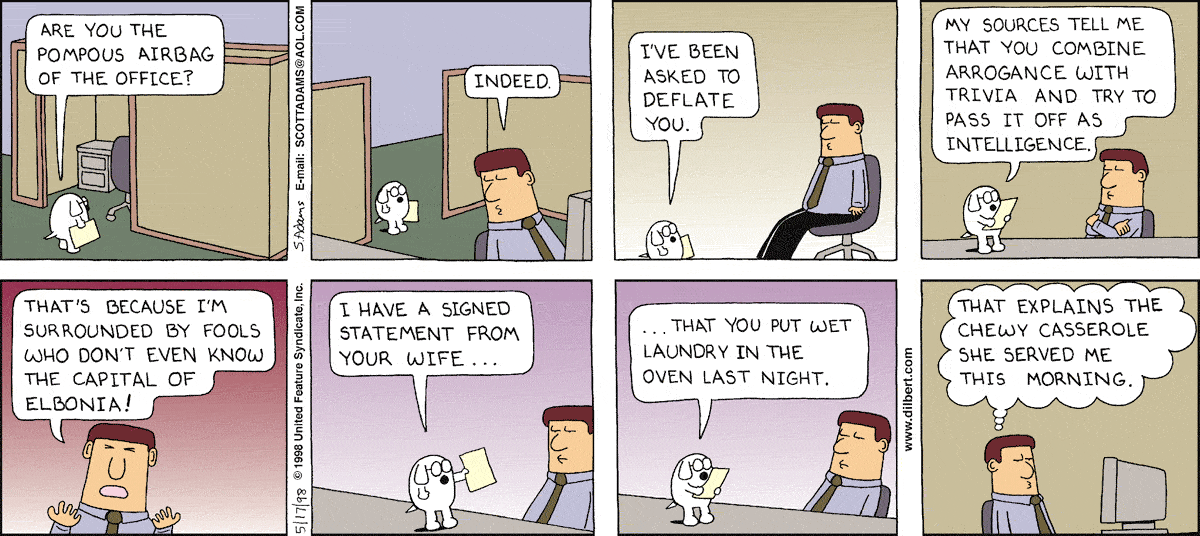 ARE YOU THE
POMPOUS AIRBAG
OF THE OFFICE?
S.Adams E-mail: SCOTTADAMS@AOL.COM
INDEED.
I'VE BEEN
ASKED TO
DEFLATE
YOU.
MY SOURCES TELL ME
THAT YOU COMBINE
ARROGANCE WITH
TRIVIA AND TRY TO
PASS IT OFF AS
INTELLIGENCE.
THAT'S BECAUSE I'M
SURROUNDED BY FOOLS
WHO DON'T EVEN KNOW
THE CAPITAL OF
ELBONIA!
5/17/98 © 1998 United Feature Syndicate, Inc.
I HAVE A SIGNED
STATEMENT FROM
YOUR WIFE...
...THAT YOU PUT WET
LAUNDRY IN THE
OVEN LAST NIGHT.
www.dilbert.com
THAT EXPLAINS THE
CHEWY CASSEROLE
SHE SERVED ME
THIS MORNING.